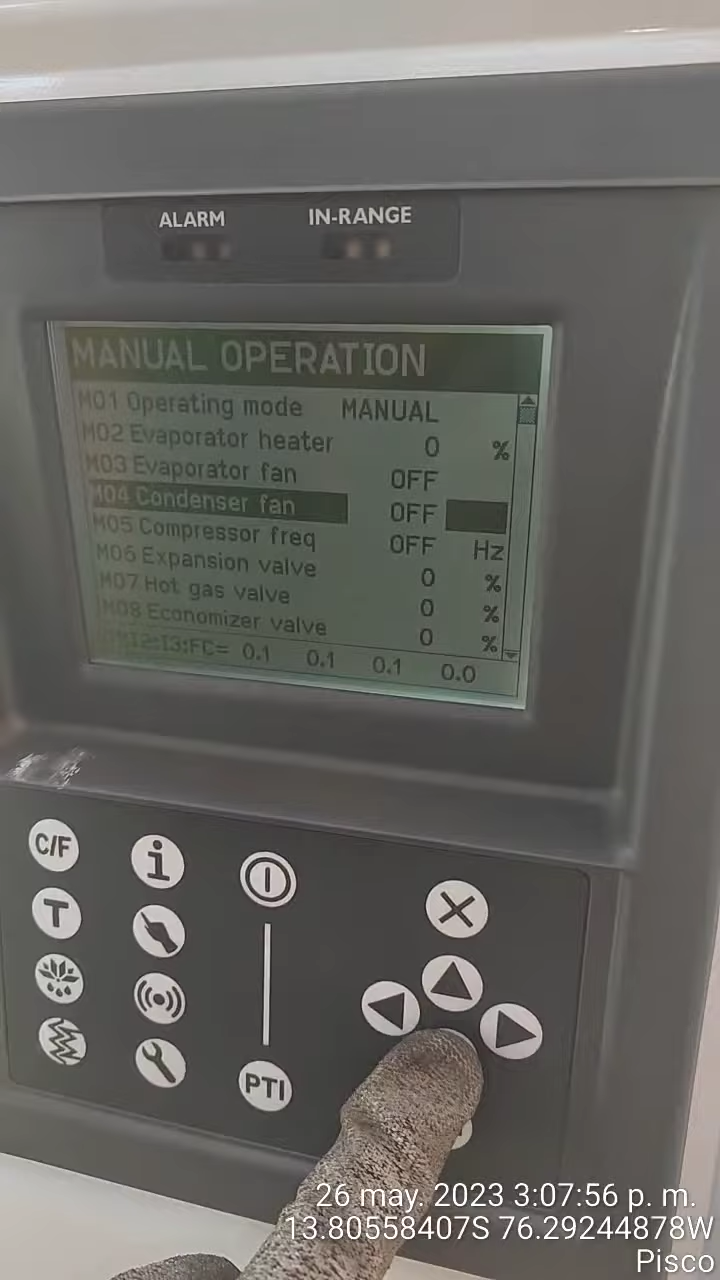 ALARM IN-RANGE
MANUAL OPERATION
M01 Operating mode MANUAL
M02 Evaporator heater 0 %
M03 Evaporator fan OFF
M04 Condenser fan OFF
M05 Compressor freq OFF Hz
M06 Expansion valve 0 %
M07 Hot gas valve 0 %
M08 Economizer valve 0 %
I2:I3:FC= 0.1 0.1 0.1 0.0
C/F i
T
PTI
26 may. 2023 3:07:56 p. m.
13.80558407S 76.29244878W
Pisco